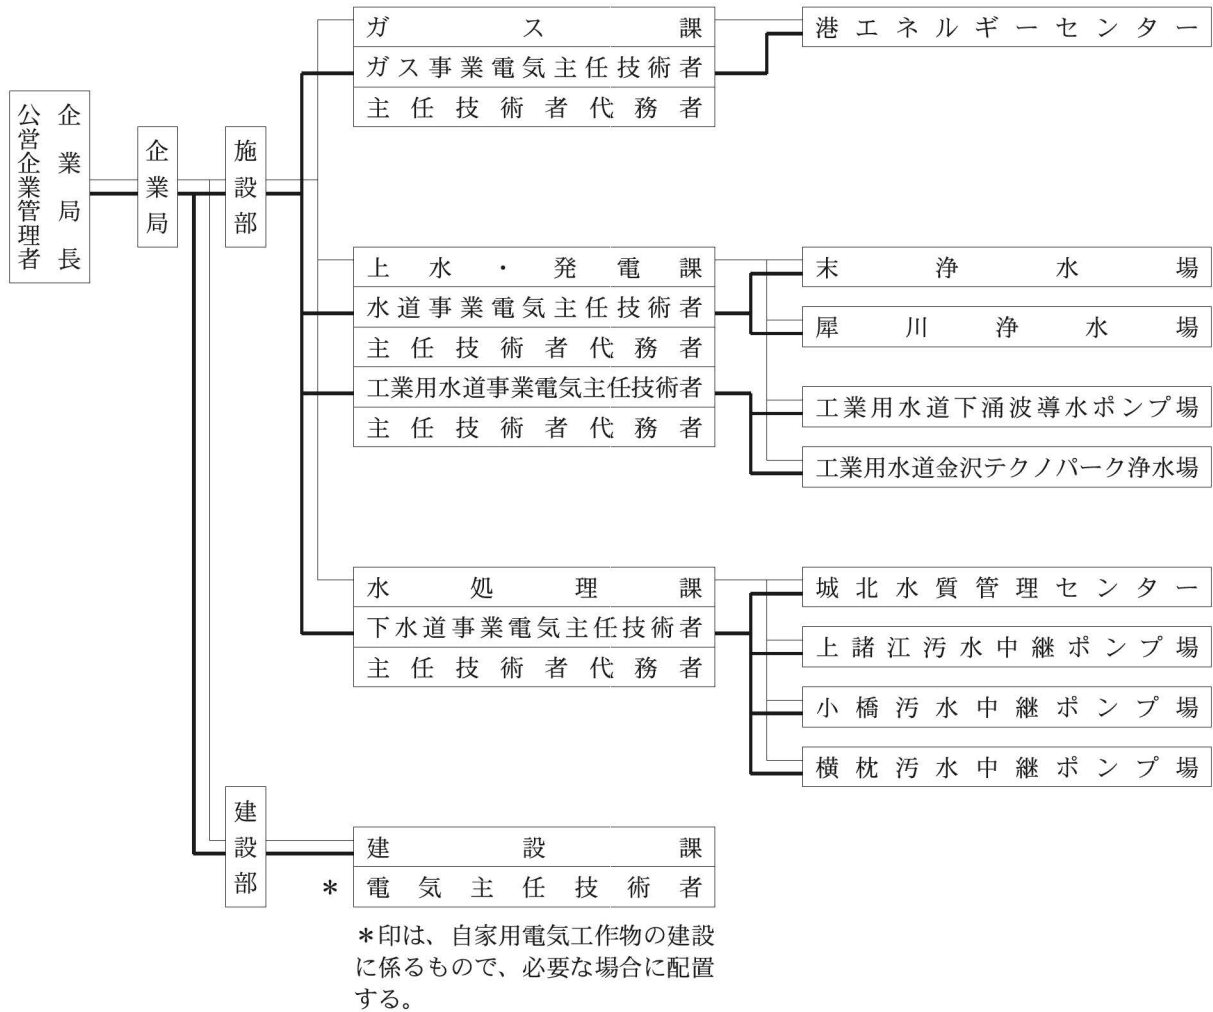 公営企業管理者
企業局長
企業局
施設部
ガス課
ガス事業電気主任技術者
主任技術者代務者
港エネルギーセンター
上水・発電課
水道事業電気主任技術者
主任技術者代務者
工業用水道事業電気主任技術者
主任技術者代務者
末浄水場
犀川浄水場
工業用水道下涌波導水ポンプ場
工業用水道金沢テクノパーク浄水場
水処理課
下水道事業電気主任技術者
主任技術者代務者
城北水質管理センター
上諸江汚水中継ポンプ場
小橋汚水中継ポンプ場
横枕汚水中継ポンプ場
建設部
建設課
＊ 電気主任技術者
＊印は、自家用電気工作物の建設
に係るもので、必要な場合に配置
する。